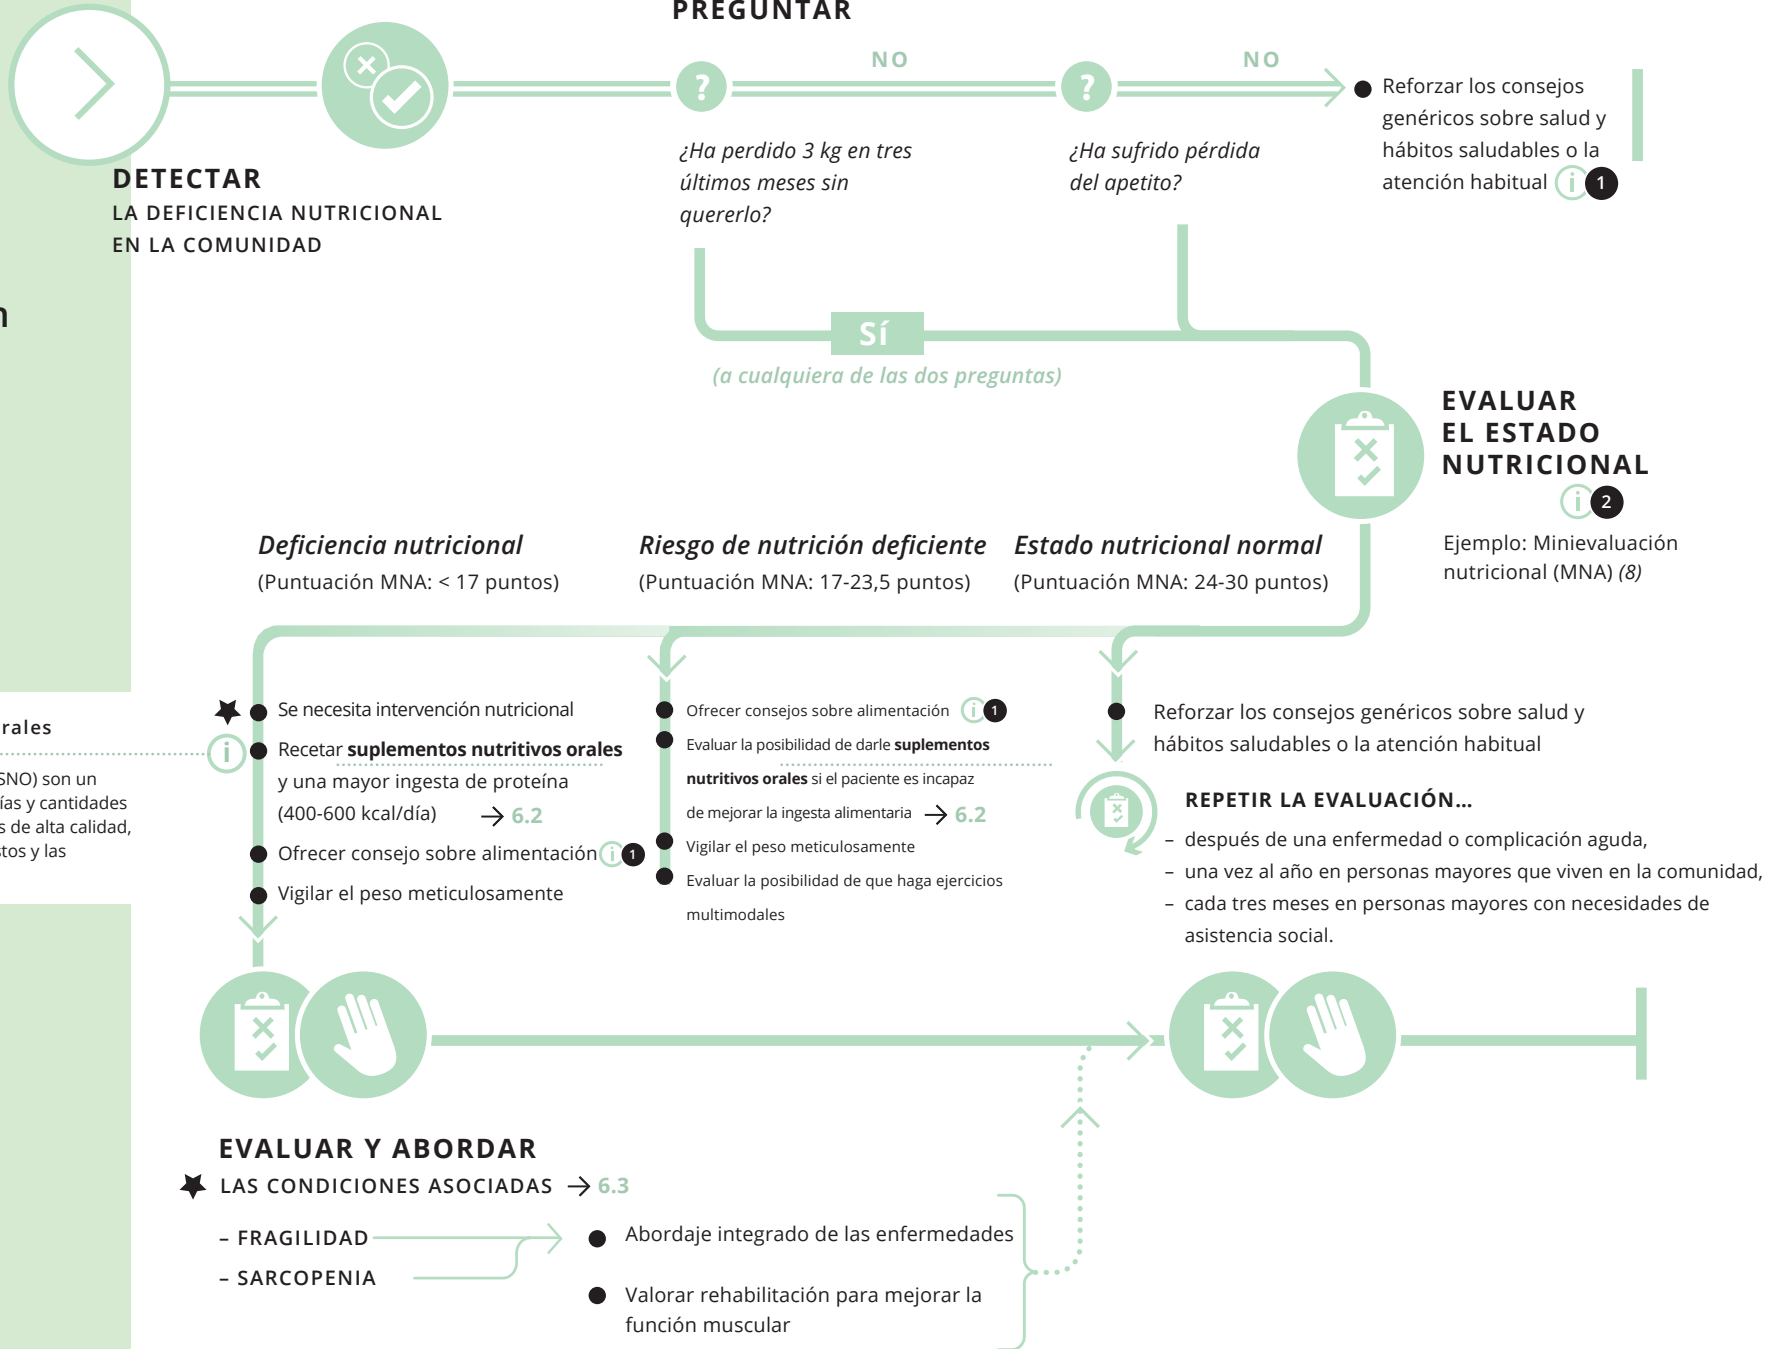 PREGUNTAR
NO
NO
?
?
¿Ha perdido 3 kg en tres
últimos meses sin
quererlo?
¿Ha sufrido pérdida
del apetito?
Reforzar los consejos
genéricos sobre salud y
hábitos saludables o la
atención habitual i 1
DETECTAR
LA DEFICIENCIA NUTRICIONAL
EN LA COMUNIDAD
n
Sí
(a cualquiera de las dos preguntas)
EVALUAR
EL ESTADO
NUTRICIONAL
i 2
Ejemplo: Minievaluación
nutricional (MNA) (8)
Deficiencia nutricional
(Puntuación MNA: < 17 puntos)
Riesgo de nutrición deficiente
(Puntuación MNA: 17-23,5 puntos)
Estado nutricional normal
(Puntuación MNA: 24-30 puntos)
rales
SNO) son un
ías y cantidades
s de alta calidad,
stos y las
i
Se necesita intervención nutricional
Recetar suplementos nutritivos orales
y una mayor ingesta de proteína
(400-600 kcal/día) → 6.2
Ofrecer consejo sobre alimentación i 1
Vigilar el peso meticulosamente
Ofrecer consejos sobre alimentación i 1
Evaluar la posibilidad de darle suplementos
nutritivos orales si el paciente es incapaz
de mejorar la ingesta alimentaria → 6.2
Vigilar el peso meticulosamente
Evaluar la posibilidad de que haga ejercicios
multimodales
Reforzar los consejos genéricos sobre salud y
hábitos saludables o la atención habitual
REPETIR LA EVALUACIÓN…
– después de una enfermedad o complicación aguda,
– una vez al año en personas mayores que viven en la comunidad,
– cada tres meses en personas mayores con necesidades de
asistencia social.
EVALUAR Y ABORDAR
LAS CONDICIONES ASOCIADAS → 6.3
– FRAGILIDAD
– SARCOPENIA
Abordaje integrado de las enfermedades
Valorar rehabilitación para mejorar la
función muscular